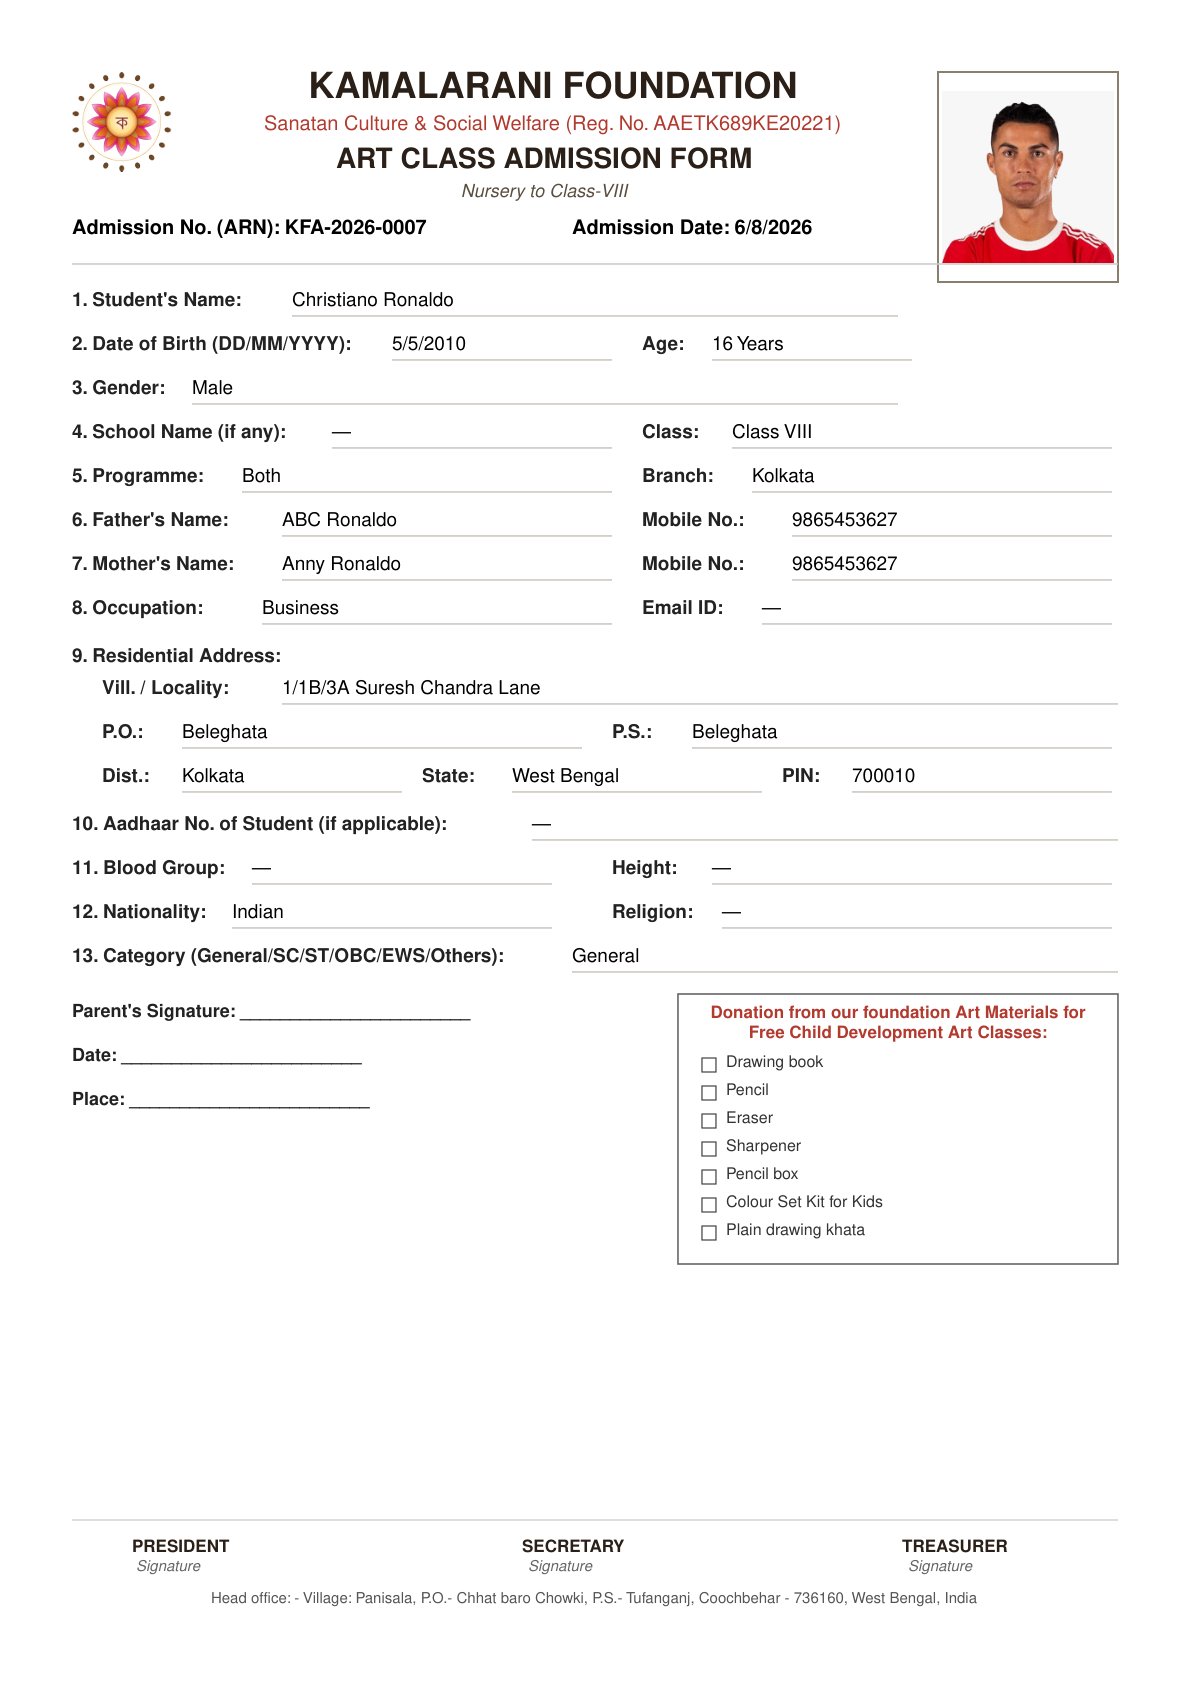 ক
KAMALARANI FOUNDATION
Sanatan Culture & Social Welfare (Reg. No. AAETK689KE20221)
ART CLASS ADMISSION FORM
Nursery to Class-VIII
Admission No. (ARN): KFA-2026-0007 Admission Date: 6/8/2026
1. Student's Name: Christiano Ronaldo
2. Date of Birth (DD/MM/YYYY): 5/5/2010 Age: 16 Years
3. Gender: Male
4. School Name (if any): — Class: Class VIII
5. Programme: Both Branch: Kolkata
6. Father's Name: ABC Ronaldo Mobile No.: 9865453627
7. Mother's Name: Anny Ronaldo Mobile No.: 9865453627
8. Occupation: Business Email ID: —
9. Residential Address:
Vill. / Locality: 1/1B/3A Suresh Chandra Lane
P.O.: Beleghata P.S.: Beleghata
Dist.: Kolkata State: West Bengal PIN: 700010
10. Aadhaar No. of Student (if applicable): —
11. Blood Group: — Height: —
12. Nationality: Indian Religion: —
13. Category (General/SC/ST/OBC/EWS/Others): General
Parent's Signature: _______________________
Date: ________________________
Place: ________________________
Donation from our foundation Art Materials for
Free Child Development Art Classes:
Drawing book
Pencil
Eraser
Sharpener
Pencil box
Colour Set Kit for Kids
Plain drawing khata
PRESIDENT SECRETARY TREASURER
Signature Signature Signature
Head office: - Village: Panisala, P.O.- Chhat baro Chowki, P.S.- Tufanganj, Coochbehar - 736160, West Bengal, India